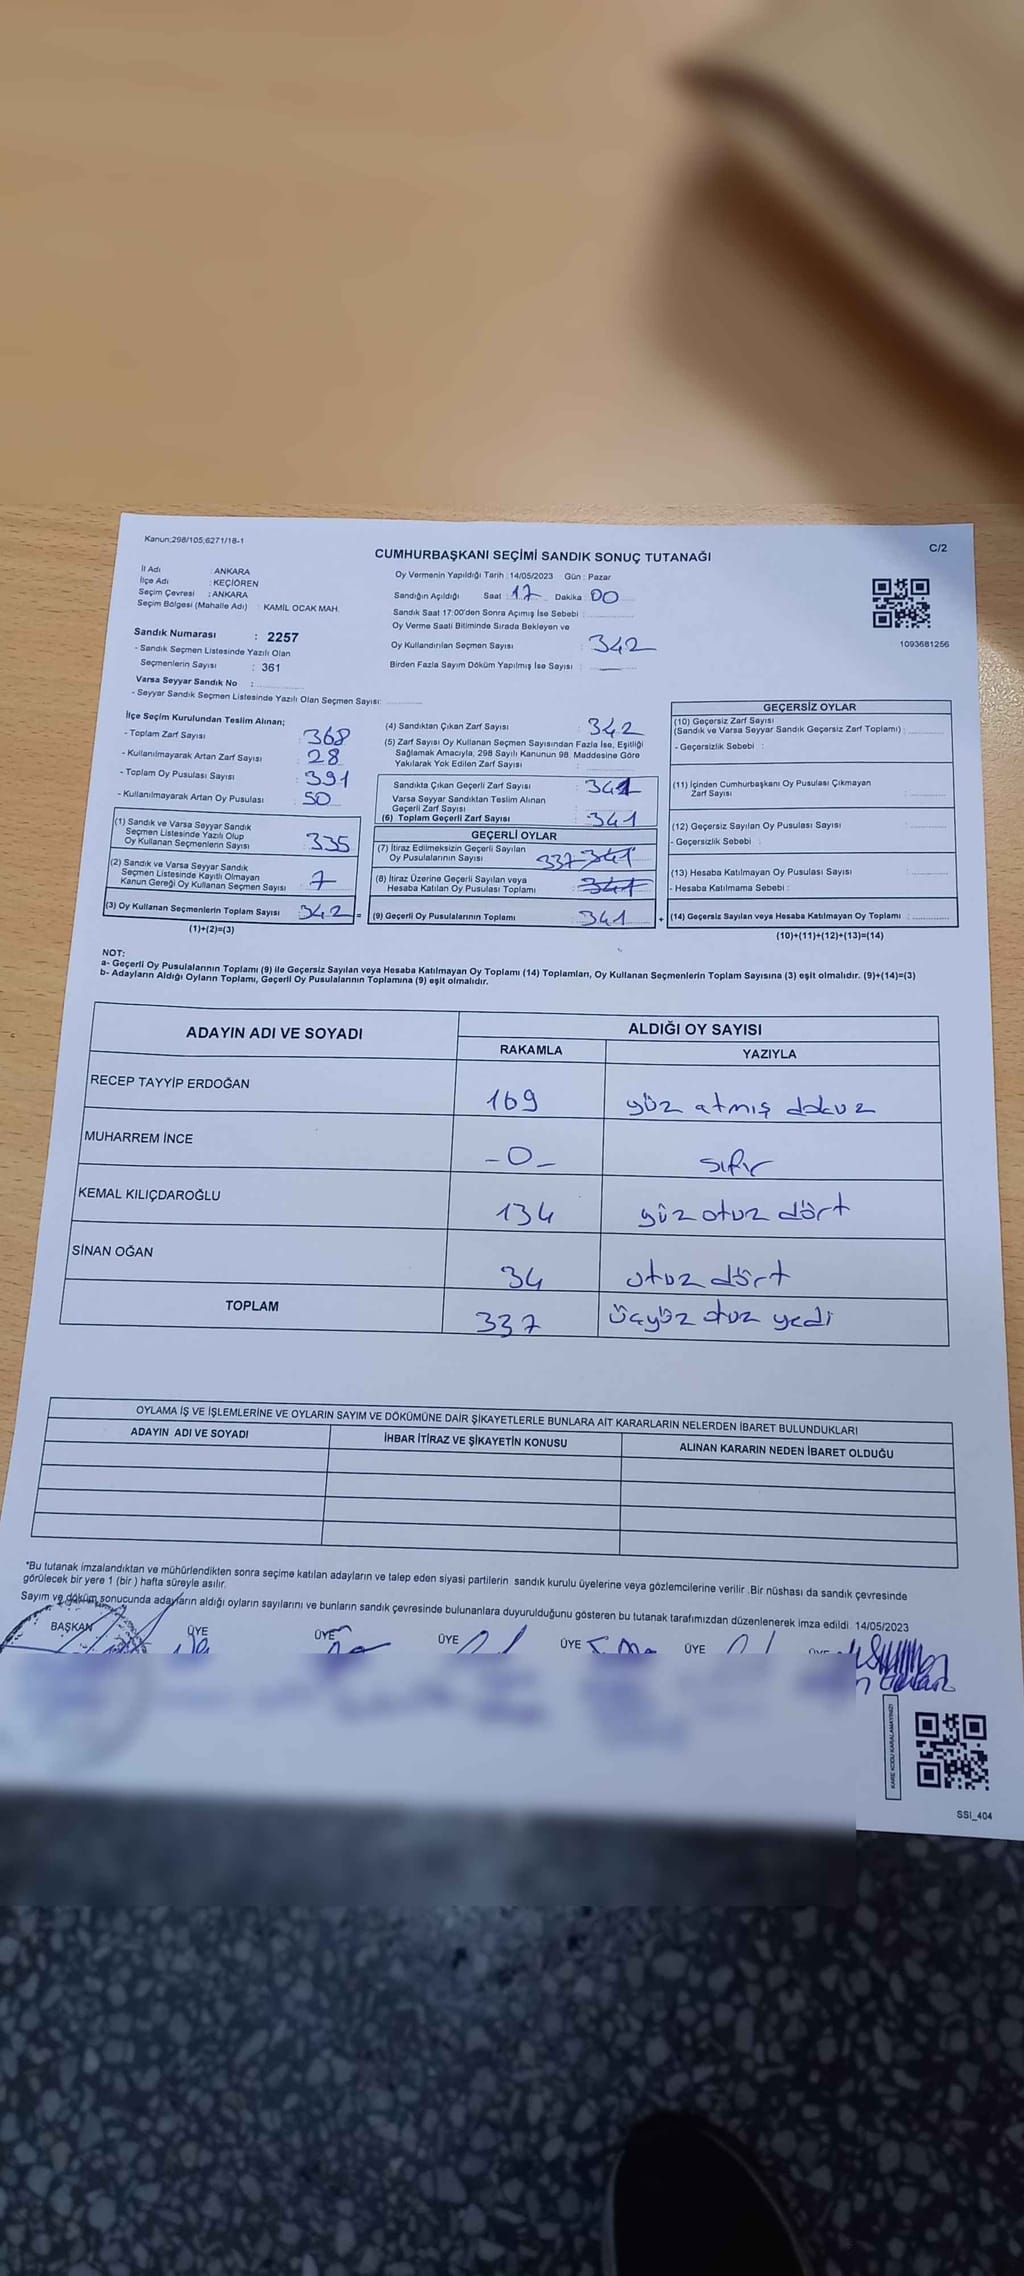 Kanun;298/105;6271/18-1
C/2
CUMHURBAŞKANI SEÇİMİ SANDIK SONUÇ TUTANAĞI
İl Adı : ANKARA
İlçe Adı : KEÇİÖREN
Seçim Çevresi : ANKARA
Seçim Bölgesi (Mahalle Adı) : KAMİL OCAK MAH.
Sandık Numarası : 2257
- Sandık Seçmen Listesinde Yazılı Olan
Seçmenlerin Sayısı : 361
Varsa Seyyar Sandık No :
- Seyyar Sandık Seçmen Listesinde Yazılı Olan Seçmen Sayısı:
Oy Vermenin Yapıldığı Tarih :14/05/2023 Gün : Pazar
Sandığın Açıldığı Saat : 17 Dakika : 00
Sandık Saat 17:00'den Sonra Açımış İse Sebebi :
Oy Verme Saati Bitiminde Sırada Bekleyen ve
Oy Kullandırılan Seçmen Sayısı : 342
Birden Fazla Sayım Döküm Yapılmış İse Sayısı :
1093681256
İlçe Seçim Kurulundan Teslim Alınan;
- Toplam Zarf Sayısı : 368
- Kullanılmayarak Artan Zarf Sayısı : 28
- Toplam Oy Pusulası Sayısı : 391
- Kullanılmayarak Artan Oy Pusulası : 50
(1) Sandık ve Varsa Seyyar Sandık
Seçmen Listesinde Yazılı Olup
Oy Kullanan Seçmenlerin Sayısı : 335
(2) Sandık ve Varsa Seyyar Sandık
Seçmen Listesinde Kayıtlı Olmayan
Kanun Gereği Oy Kullanan Seçmen Sayısı : 7
(3) Oy Kullanan Seçmenlerin Toplam Sayısı : 342 =
(1)+(2)=(3)
(4) Sandıktan Çıkan Zarf Sayısı : 342
(5) Zarf Sayısı Oy Kullanan Seçmen Sayısından Fazla İse, Eşitliği
Sağlamak Amacıyla, 298 Sayılı Kanunun 98. Maddesine Göre
Yakılarak Yok Edilen Zarf Sayısı :
Sandıkta Çıkan Geçerli Zarf Sayısı : 341
Varsa Seyyar Sandıktan Teslim Alınan
Geçerli Zarf Sayısı :
(6) Toplam Geçerli Zarf Sayısı : 341
GEÇERLİ OYLAR
(7) İtiraz Edilmeksizin Geçerli Sayılan
Oy Pusulalarının Sayısı 337 341
(8) İtiraz Üzerine Geçerli Sayılan veya
Hesaba Katılan Oy Pusulası Toplamı : 341
(9) Geçerli Oy Pusulalarının Toplamı : 341 +
GEÇERSİZ OYLAR
(10) Geçersiz Zarf Sayısı
(Sandık ve Varsa Seyyar Sandık Geçersiz Zarf Toplamı) :
- Geçersizlik Sebebi :
(11) İçinden Cumhurbaşkanı Oy Pusulası Çıkmayan
Zarf Sayısı :
(12) Geçersiz Sayılan Oy Pusulası Sayısı :
- Geçersizlik Sebebi :
(13) Hesaba Katılmayan Oy Pusulası Sayısı :
- Hesaba Katılmama Sebebi :
(14) Geçersiz Sayılan veya Hesaba Katılmayan Oy Toplamı :
(10)+(11)+(12)+(13)=(14)
NOT:
a- Geçerli Oy Pusulalarının Toplamı (9) ile Geçersiz Sayılan veya Hesaba Katılmayan Oy Toplamı (14) Toplamları, Oy Kullanan Seçmenlerin Toplam Sayısına (3) eşit olmalıdır. (9)+(14)=(3)
b- Adayların Aldığı Oyların Toplamı, Geçerli Oy Pusulalarının Toplamına (9) eşit olmalıdır.
ADAYIN ADI VE SOYADI ALDIĞI OY SAYISI
RAKAMLA YAZIYLA
RECEP TAYYİP ERDOĞAN 169 yüz atmış dokuz
MUHARREM İNCE -0- sıfır
KEMAL KILIÇDAROĞLU 134 yüz otuz dört
SİNAN OĞAN 34 otuz dört
TOPLAM 337 üçyüz otuz yedi
OYLAMA İŞ VE İŞLEMLERİNE VE OYLARIN SAYIM VE DÖKÜMÜNE DAİR ŞİKAYETLERLE BUNLARA AİT KARARLARIN NELERDEN İBARET BULUNDUKLARI
ADAYIN ADI VE SOYADI İHBAR İTİRAZ VE ŞİKAYETİN KONUSU ALINAN KARARIN NEDEN İBARET OLDUĞU
*Bu tutanak imzalandıktan ve mühürlendikten sonra seçime katılan adayların ve talep eden siyasi partilerin sandık kurulu üyelerine veya gözlemcilerine verilir .Bir nüshası da sandık çevresinde
görülecek bir yere 1 (bir ) hafta süreyle asılır.
Sayım ve döküm sonucunda adayların aldığı oyların sayılarını ve bunların sandık çevresinde bulunanlara duyurulduğunu gösteren bu tutanak tarafımızdan düzenlenerek imza edildi. 14/05/2023
BAŞKAN ÜYE ÜYE ÜYE ÜYE ÜYE
KARE KODU KARALAMAYINIZ!
SSI_404